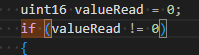 uint16 valueRead = 0;
if (valueRead != 0)
{